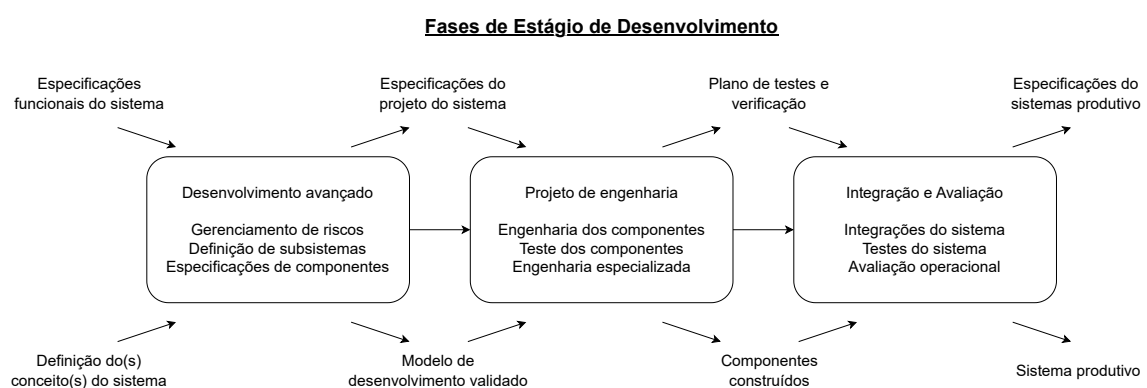 Fases de Estágio de Desenvolvimento
Especificações
funcionais do sistema
Especificações do
projeto do sistema
Plano de testes e
verificação
Especificações do
sistemas produtivo
Desenvolvimento avançado
Gerenciamento de riscos
Definição de subsistemas
Especificações de componentes
Projeto de engenharia
Engenharia dos componentes
Teste dos componentes
Engenharia especializada
Integração e Avaliação
Integrações do sistema
Testes do sistema
Avaliação operacional
Definição do(s)
conceito(s) do sistema
Modelo de
desenvolvimento validado
Componentes
construídos
Sistema produtivo